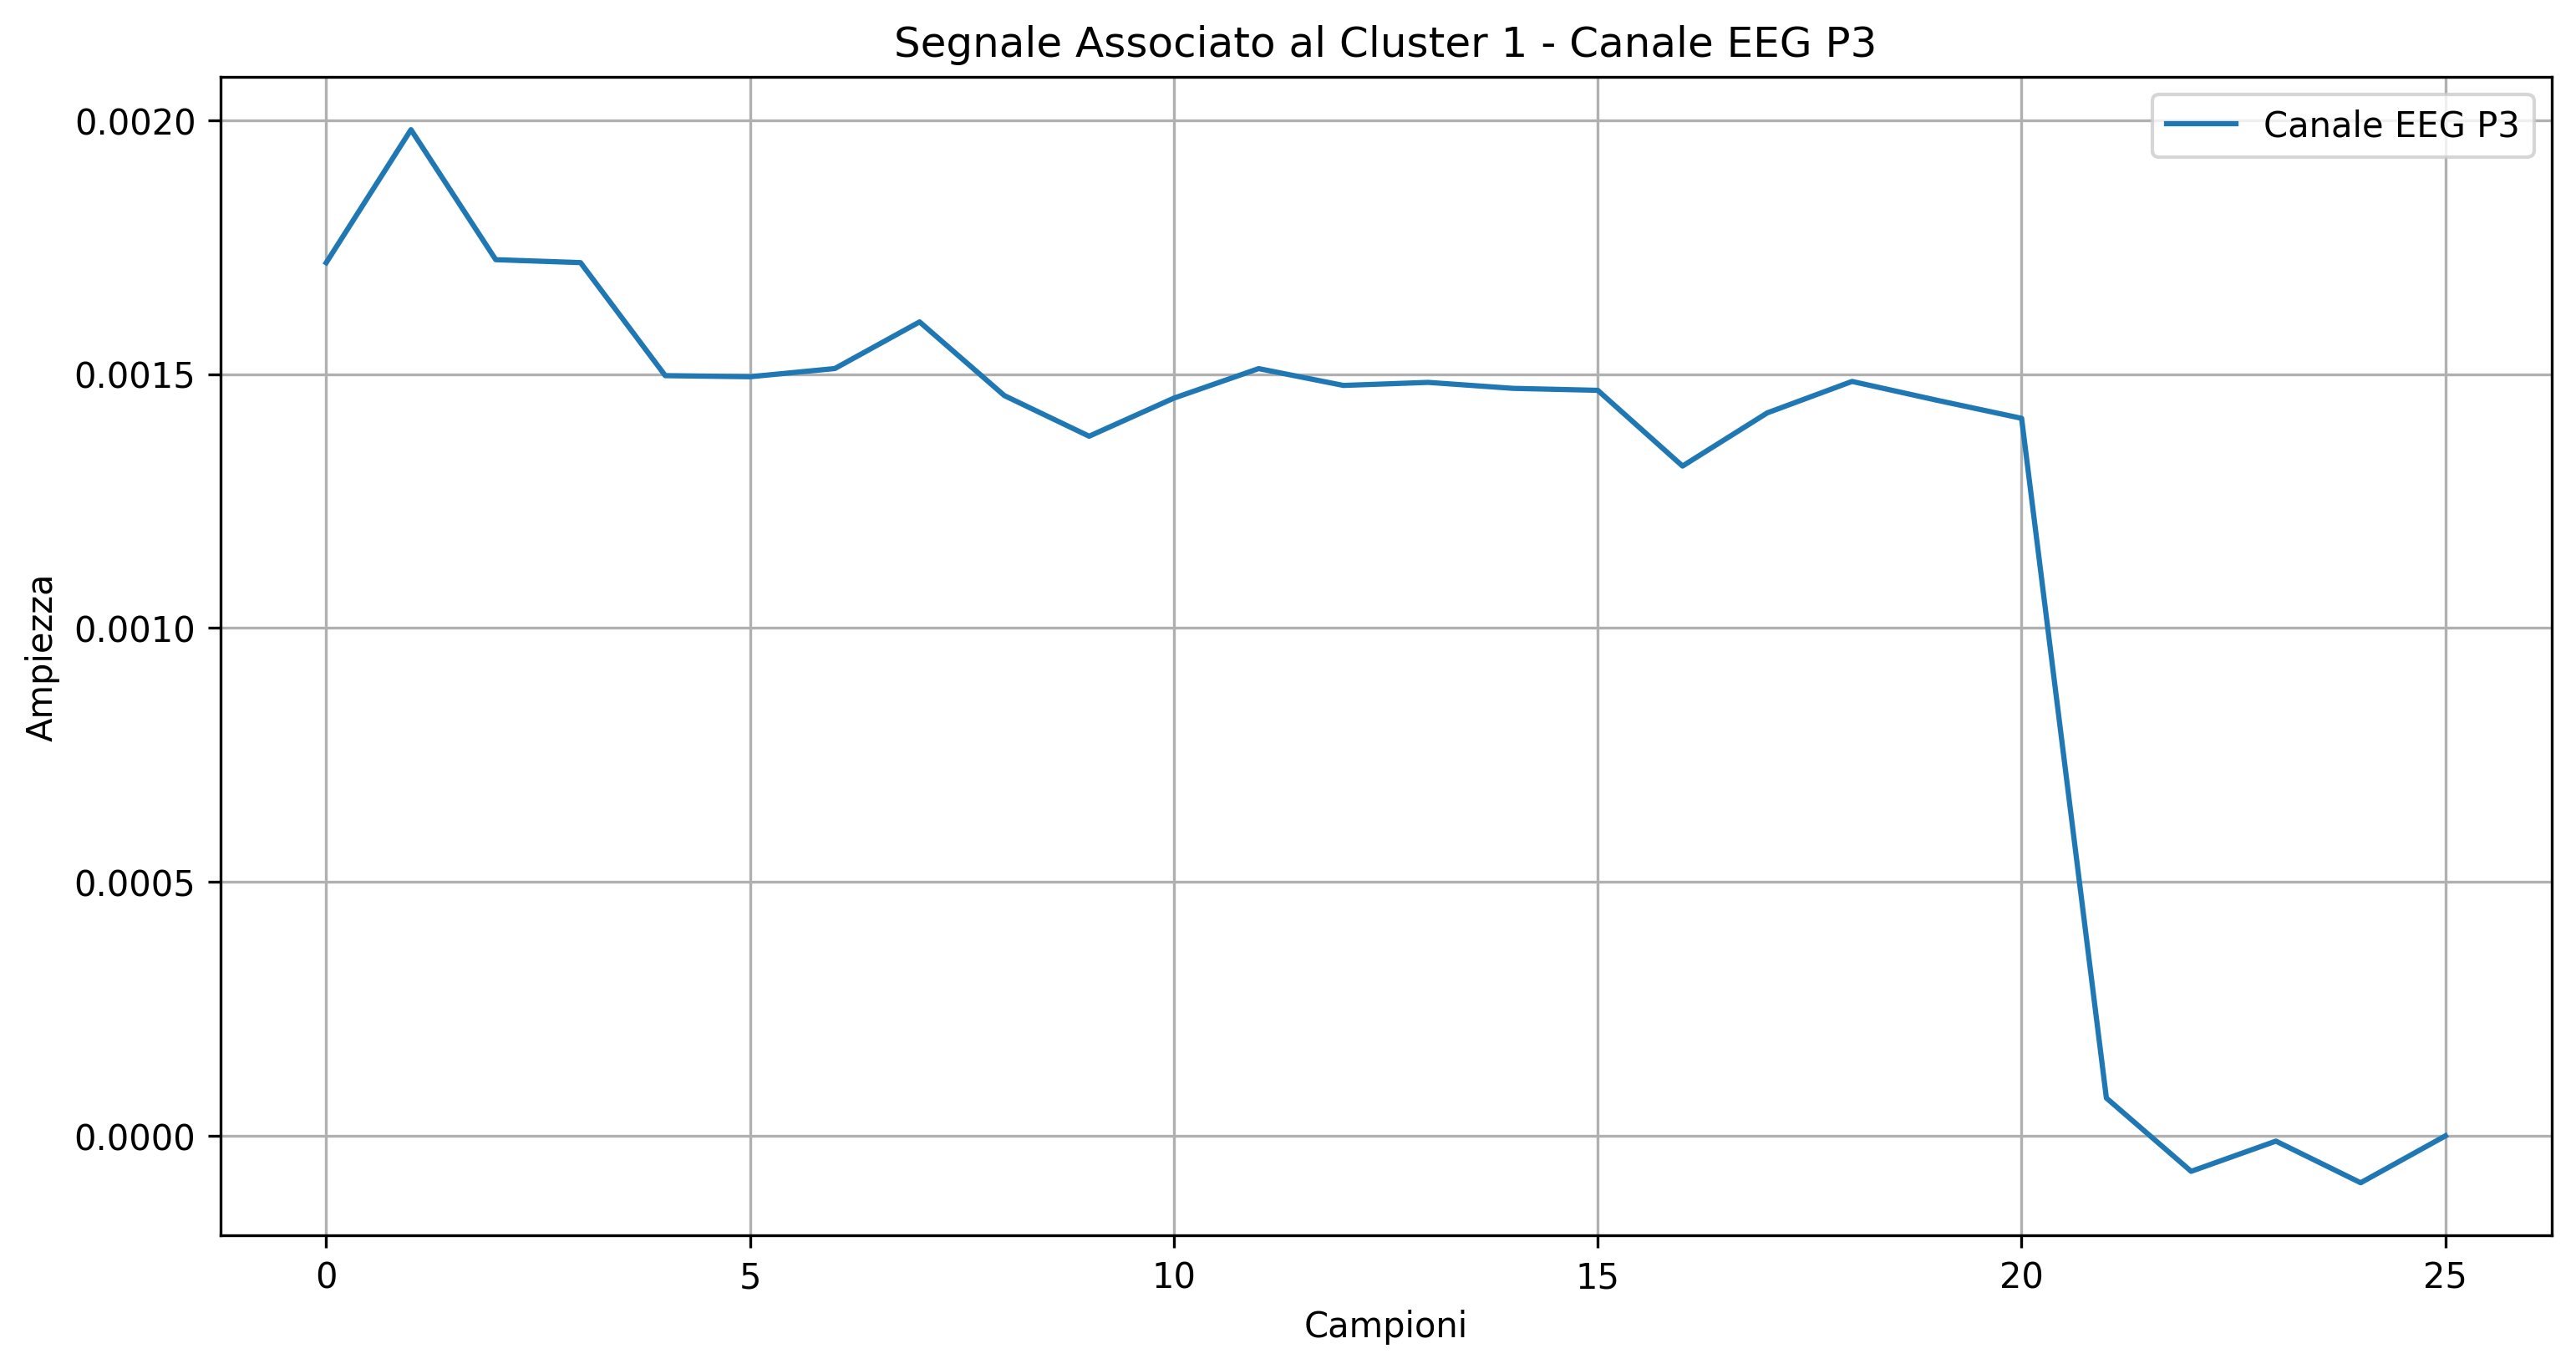 Segnale Associato al Cluster 1 - Canale EEG P3
Canale EEG P3
0.0020
0.0015
0.0010
0.0005
0.0000
Ampiezza
0 5 10 15 20 25
Campioni